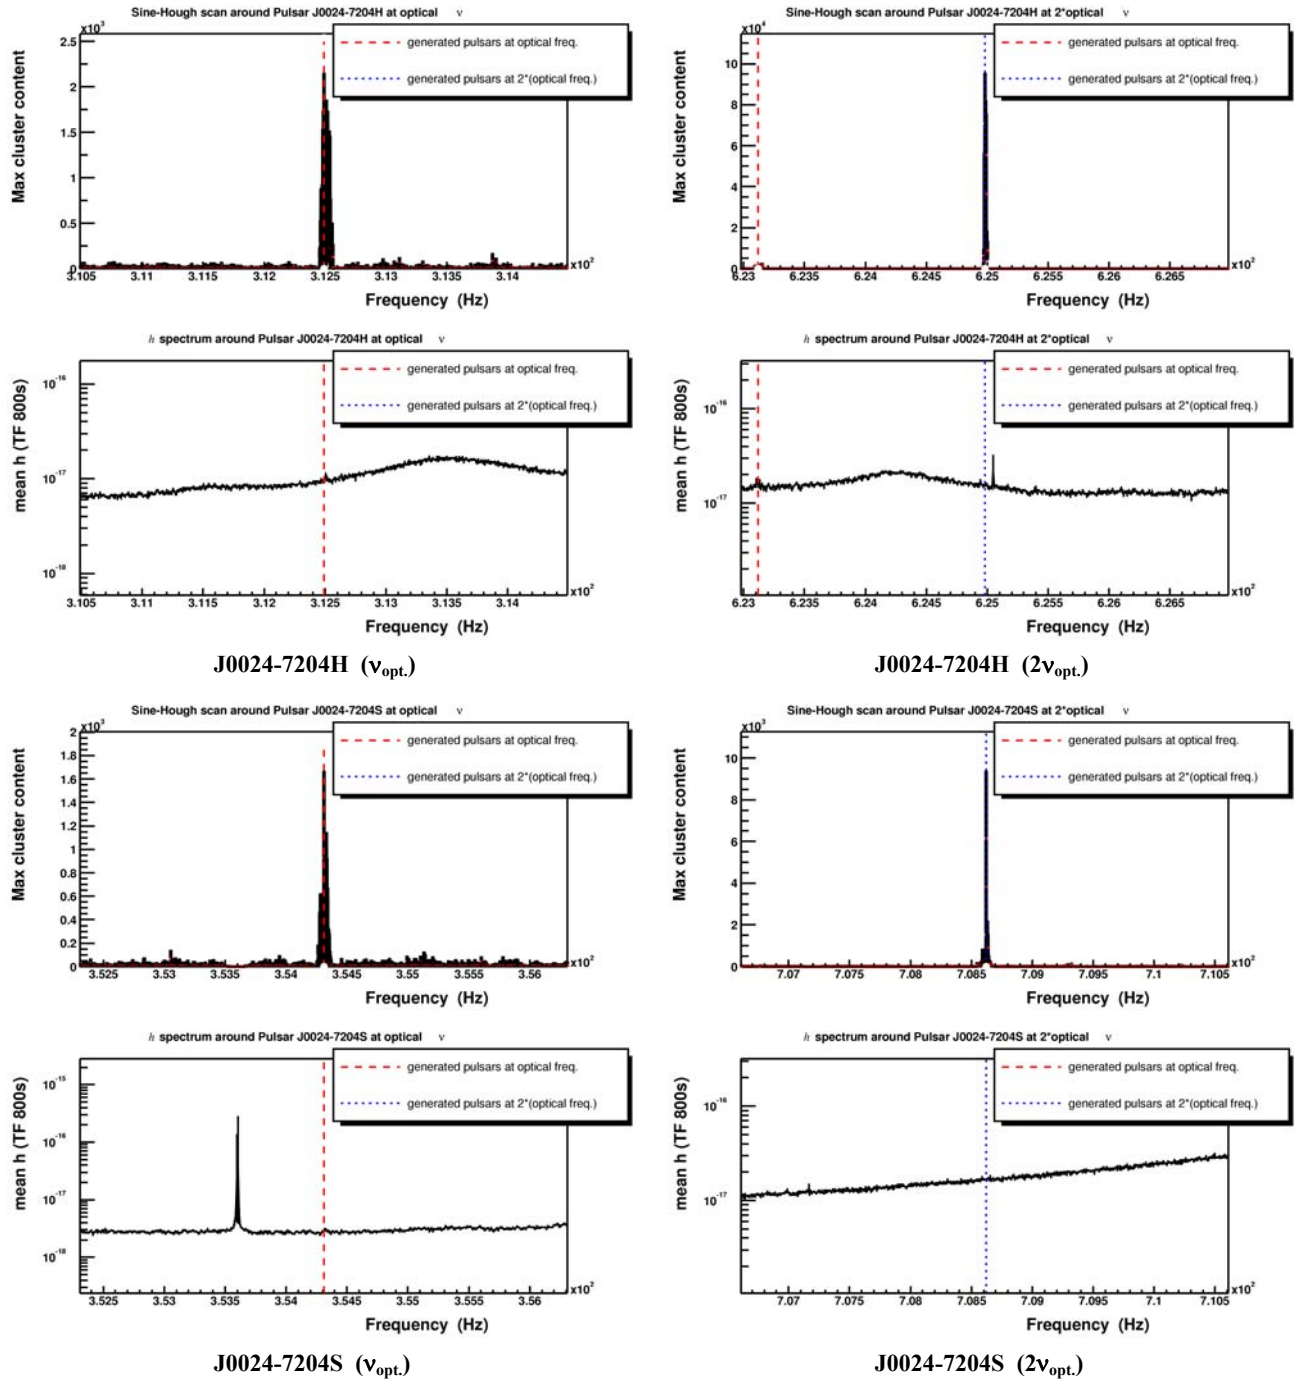 Sine-Hough scan around Pulsar J0024-7204H at optical ν
x10³
generated pulsars at optical freq.
generated pulsars at 2*(optical freq.)
Max cluster content
2.5
2
1.5
1
0.5
0
3.105 3.11 3.115 3.12 3.125 3.13 3.135 3.14
x10²
Frequency (Hz)
Sine-Hough scan around Pulsar J0024-7204H at 2*optical ν
x10⁴
generated pulsars at optical freq.
generated pulsars at 2*(optical freq.)
Max cluster content
10
8
6
4
2
0
6.23 6.235 6.24 6.245 6.25 6.255 6.26 6.265
x10²
Frequency (Hz)
h spectrum around Pulsar J0024-7204H at optical ν
generated pulsars at optical freq.
generated pulsars at 2*(optical freq.)
mean h (TF 800s)
10⁻¹⁶
10⁻¹⁷
10⁻¹⁸
3.105 3.11 3.115 3.12 3.125 3.13 3.135 3.14
x10²
Frequency (Hz)
J0024-7204H (νopt.)
h spectrum around Pulsar J0024-7204H at 2*optical ν
generated pulsars at optical freq.
generated pulsars at 2*(optical freq.)
mean h (TF 800s)
10⁻¹⁶
10⁻¹⁷
6.23 6.235 6.24 6.245 6.25 6.255 6.26 6.265
x10²
Frequency (Hz)
J0024-7204H (2νopt.)
Sine-Hough scan around Pulsar J0024-7204S at optical ν
x10³
generated pulsars at optical freq.
generated pulsars at 2*(optical freq.)
Max cluster content
2
1.8
1.6
1.4
1.2
1
0.8
0.6
0.4
0.2
0
3.525 3.53 3.535 3.54 3.545 3.55 3.555 3.56
x10²
Frequency (Hz)
Sine-Hough scan around Pulsar J0024-7204S at 2*optical ν
x10³
generated pulsars at optical freq.
generated pulsars at 2*(optical freq.)
Max cluster content
10
8
6
4
2
0
7.07 7.075 7.08 7.085 7.09 7.095 7.1 7.105
x10²
Frequency (Hz)
h spectrum around Pulsar J0024-7204S at optical ν
generated pulsars at optical freq.
generated pulsars at 2*(optical freq.)
mean h (TF 800s)
10⁻¹⁵
10⁻¹⁶
10⁻¹⁷
10⁻¹⁸
3.525 3.53 3.535 3.54 3.545 3.55 3.555 3.56
x10²
Frequency (Hz)
J0024-7204S (νopt.)
h spectrum around Pulsar J0024-7204S at 2*optical ν
generated pulsars at optical freq.
generated pulsars at 2*(optical freq.)
mean h (TF 800s)
10⁻¹⁶
10⁻¹⁷
7.07 7.075 7.08 7.085 7.09 7.095 7.1 7.105
x10²
Frequency (Hz)
J0024-7204S (2νopt.)